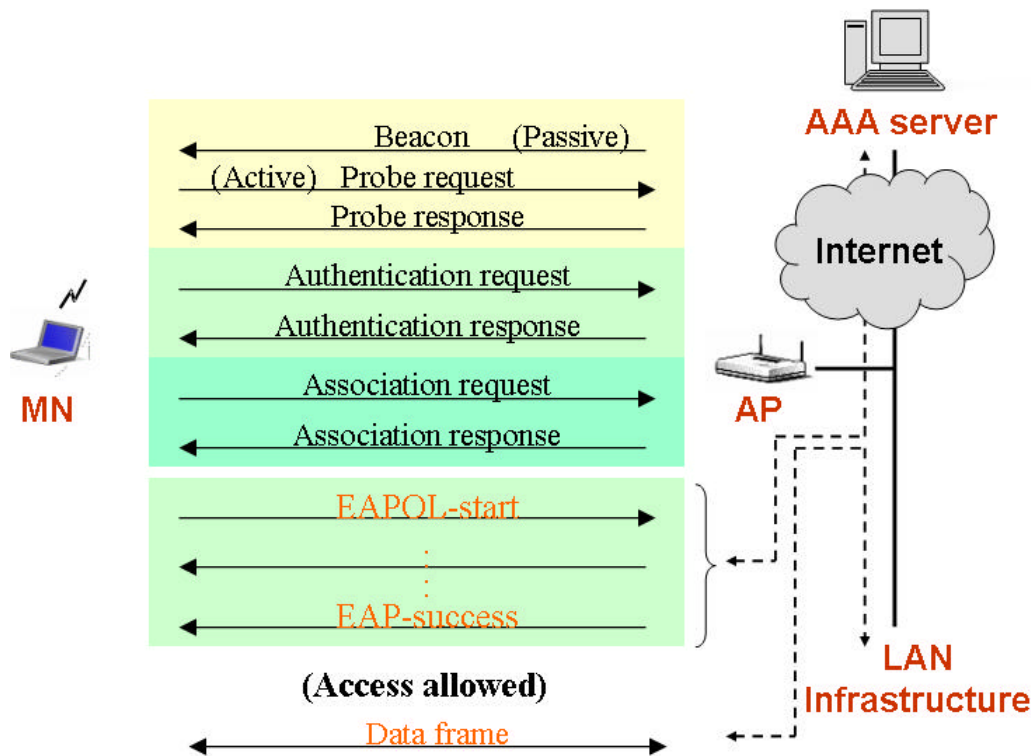 AAA server
Beacon (Passive)
(Active) Probe request
Probe response
Internet
Authentication request
Authentication response
MN
Association request
AP
Association response
EAPOL-start
EAP-success
(Access allowed)
LAN
Infrastructure
Data frame